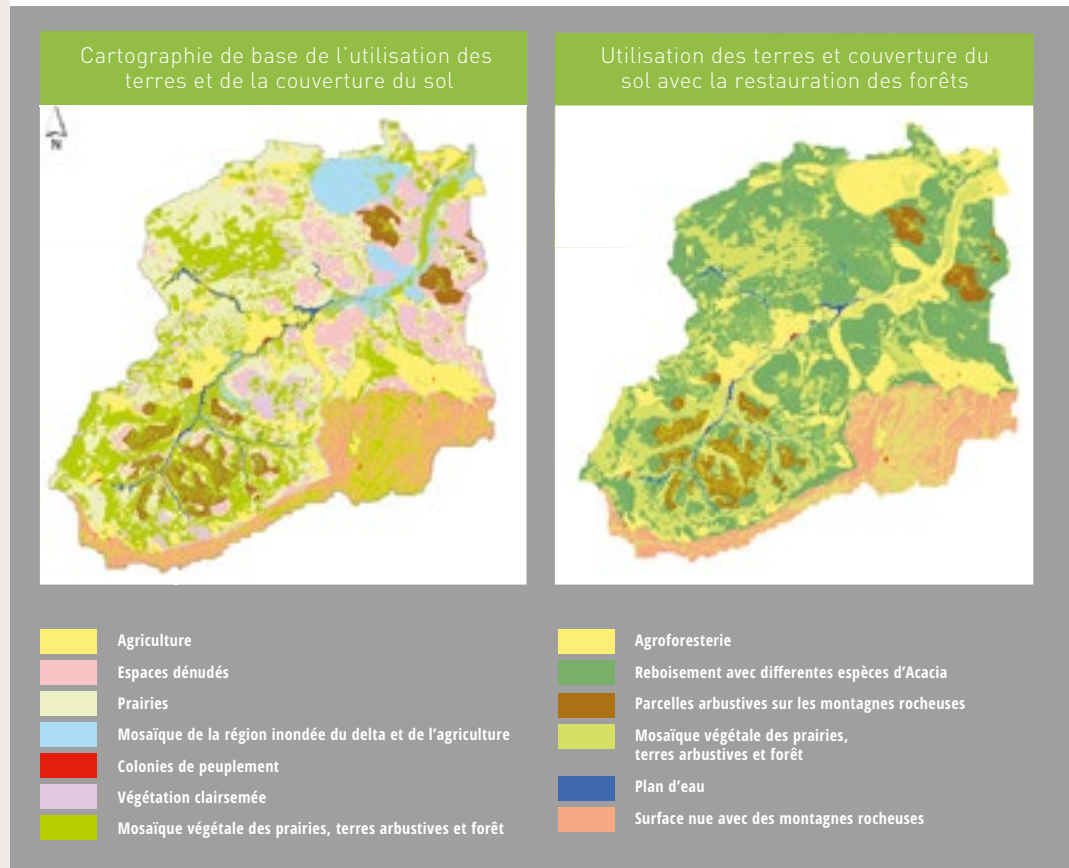 Cartographie de base de l'utilisation des
terres et de la couverture du sol
Utilisation des terres et couverture du
sol avec la restauration des forêts
N
Agriculture
Espaces dénudés
Prairies
Mosaïque de la région inondée du delta et de l'agriculture
Colonies de peuplement
Végétation clairsemée
Mosaïque végétale des prairies, terres arbustives et forêt
Agroforesterie
Reboisement avec differentes espèces d'Acacia
Parcelles arbustives sur les montagnes rocheuses
Mosaïque végétale des prairies,
terres arbustives et forêt
Plan d'eau
Surface nue avec des montagnes rocheuses